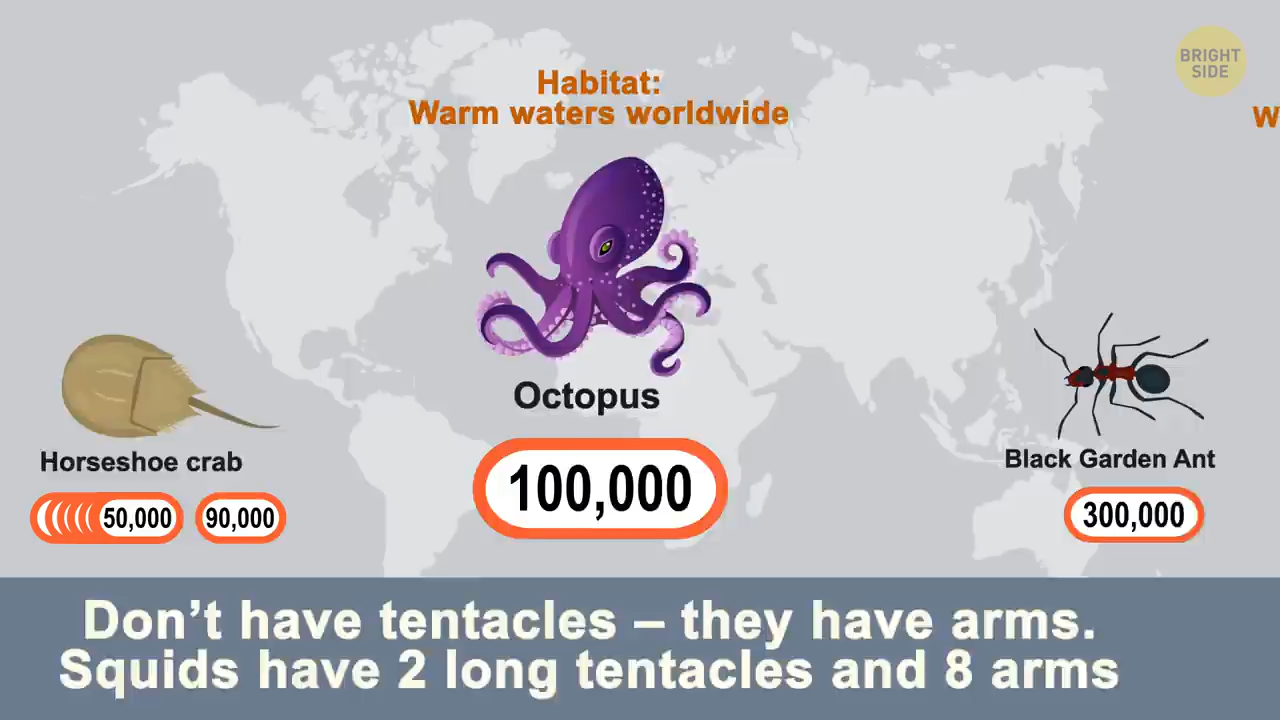 BRIGHT
SIDE
Habitat:
Warm waters worldwide
W
Octopus
100,000
Horseshoe crab
50,000 90,000
Black Garden Ant
300,000
Don’t have tentacles – they have arms.
Squids have 2 long tentacles and 8 arms